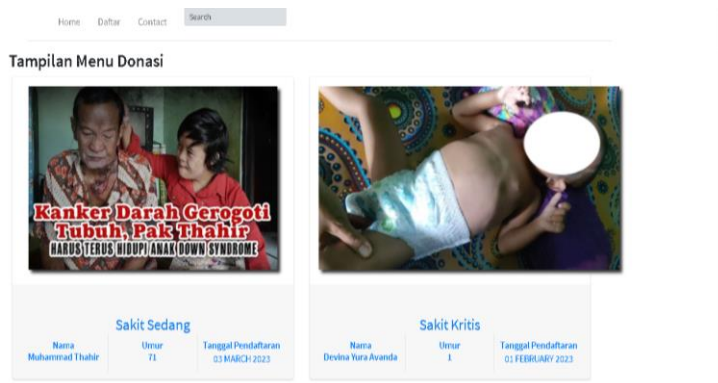 Home Daftar Contact Search
Tampilan Menu Donasi
Kanker Darah Gerogoti
Tubuh, Pak Thahir
HARUS TERUS HIDUPI ANAK DOWN SYNDROME
Sakit Sedang
Nama Umur Tanggal Pendaftaran
Muhammad Thahir 71 03 MARCH 2023
Sakit Kritis
Nama Umur Tanggal Pendaftaran
Devina Yura Avanda 1 01 FEBRUARY 2023